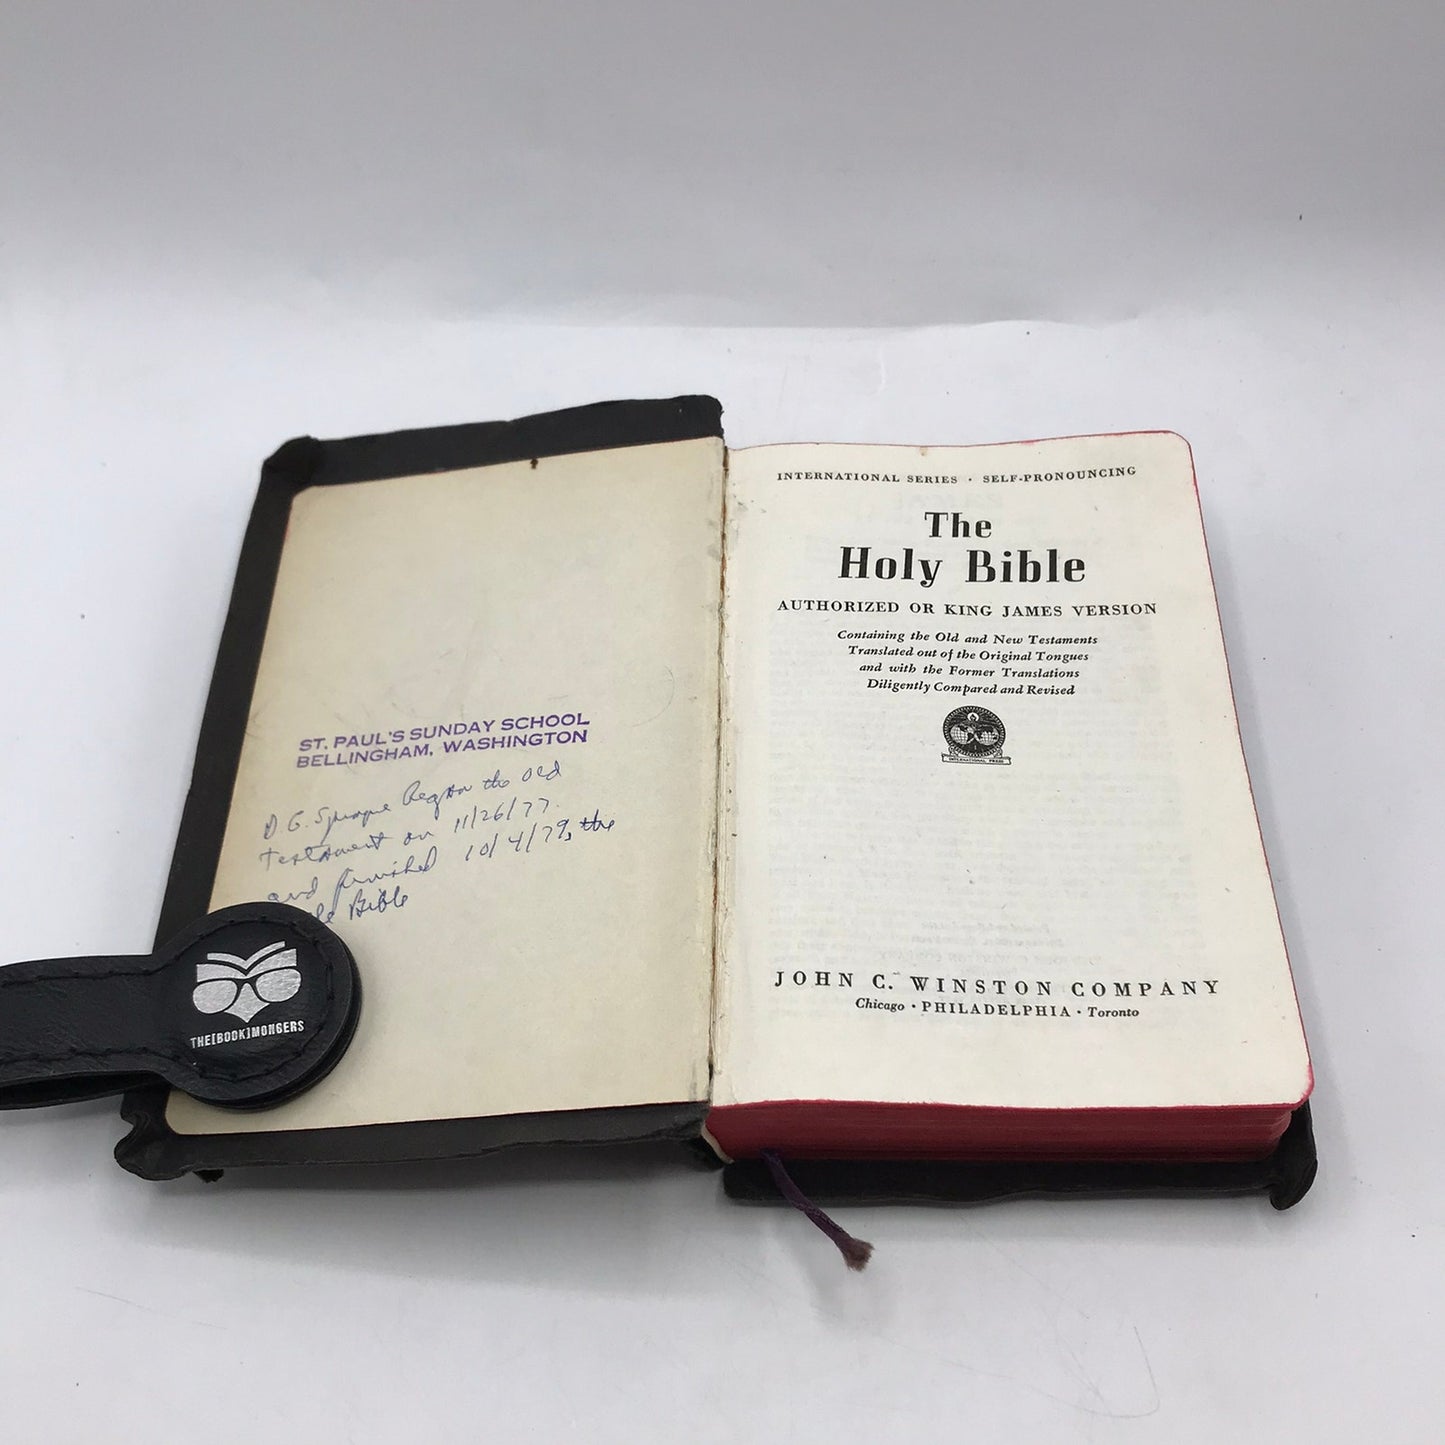 ST. PAUL'S SUNDAY SCHOOL
BELLINGHAM, WASHINGTON
D. G. Sprague Began the Old
Testament on 11/26/77
and finished 10/4/79, the
Bible
THE[BOOK]MONGERS
INTERNATIONAL SERIES · SELF-PRONOUNCING
The
Holy Bible
AUTHORIZED OR KING JAMES VERSION
Containing the Old and New Testaments
Translated out of the Original Tongues
and with the Former Translations
Diligently Compared and Revised
INTERNATIONAL PRESS
JOHN C. WINSTON COMPANY
Chicago · PHILADELPHIA · Toronto